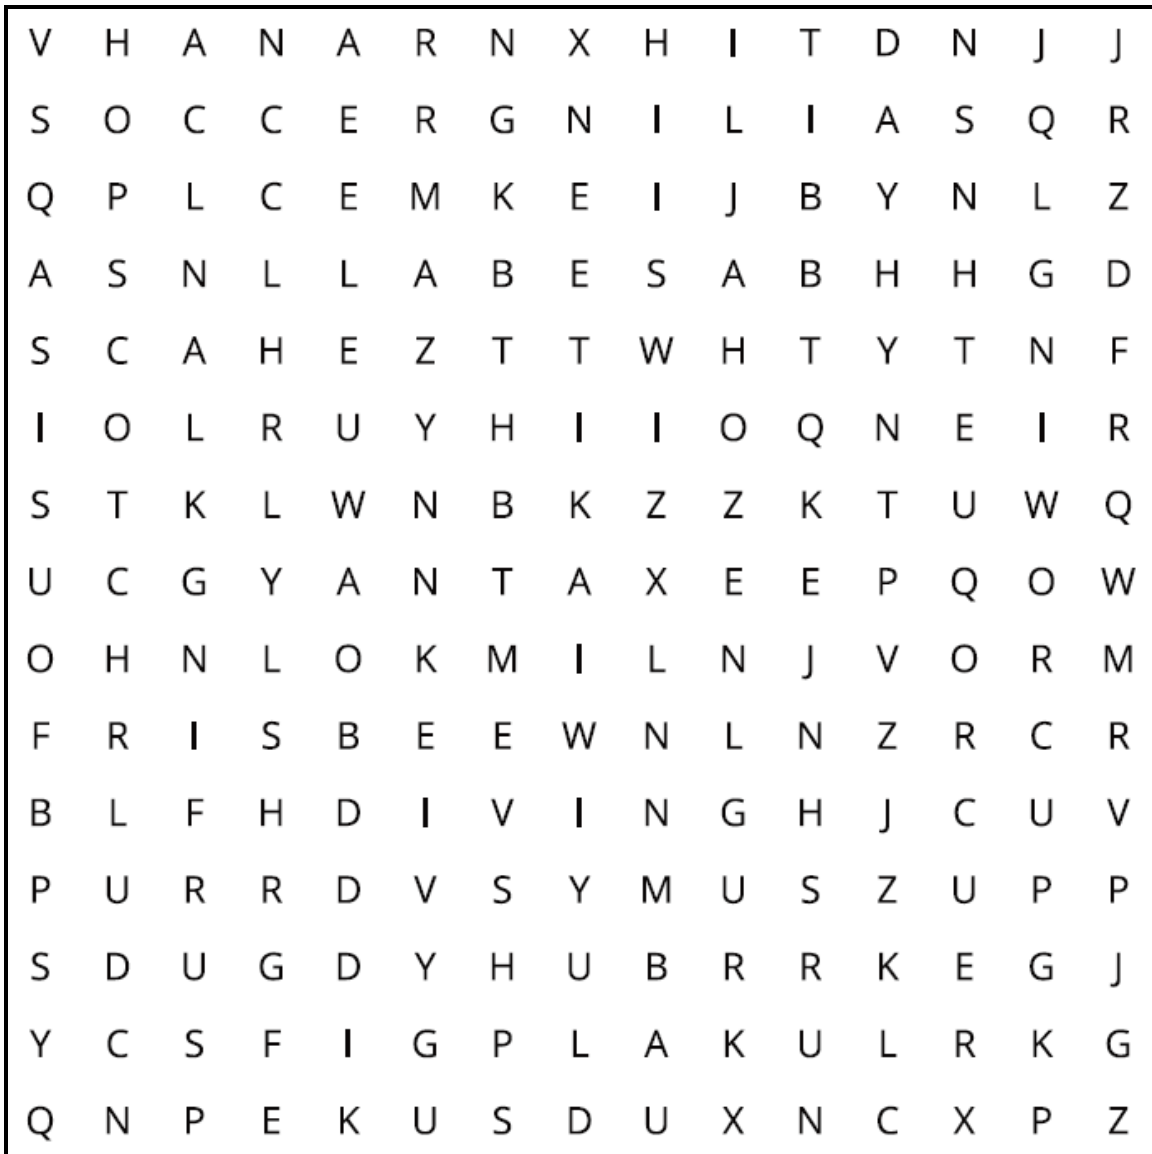 V H A N A R N X H I T D N J J
S O C C E R G N I L I A S Q R
Q P L C E M K E I J B Y N L Z
A S N L L A B E S A B H H G D
S C A H E Z T T W H T Y T N F
I O L R U Y H I I O Q N E I R
S T K L W N B K Z Z K T U W Q
U C G Y A N T A X E E P Q O W
O H N L O K M I L N J V O R M
F R I S B E E W N L N Z R C R
B L F H D I V I N G H J C U V
P U R R D V S Y M U S Z U P P
S D U G D Y H U B R R K E G J
Y C S F I G P L A K U L R K G
Q N P E K U S D U X N C X P Z